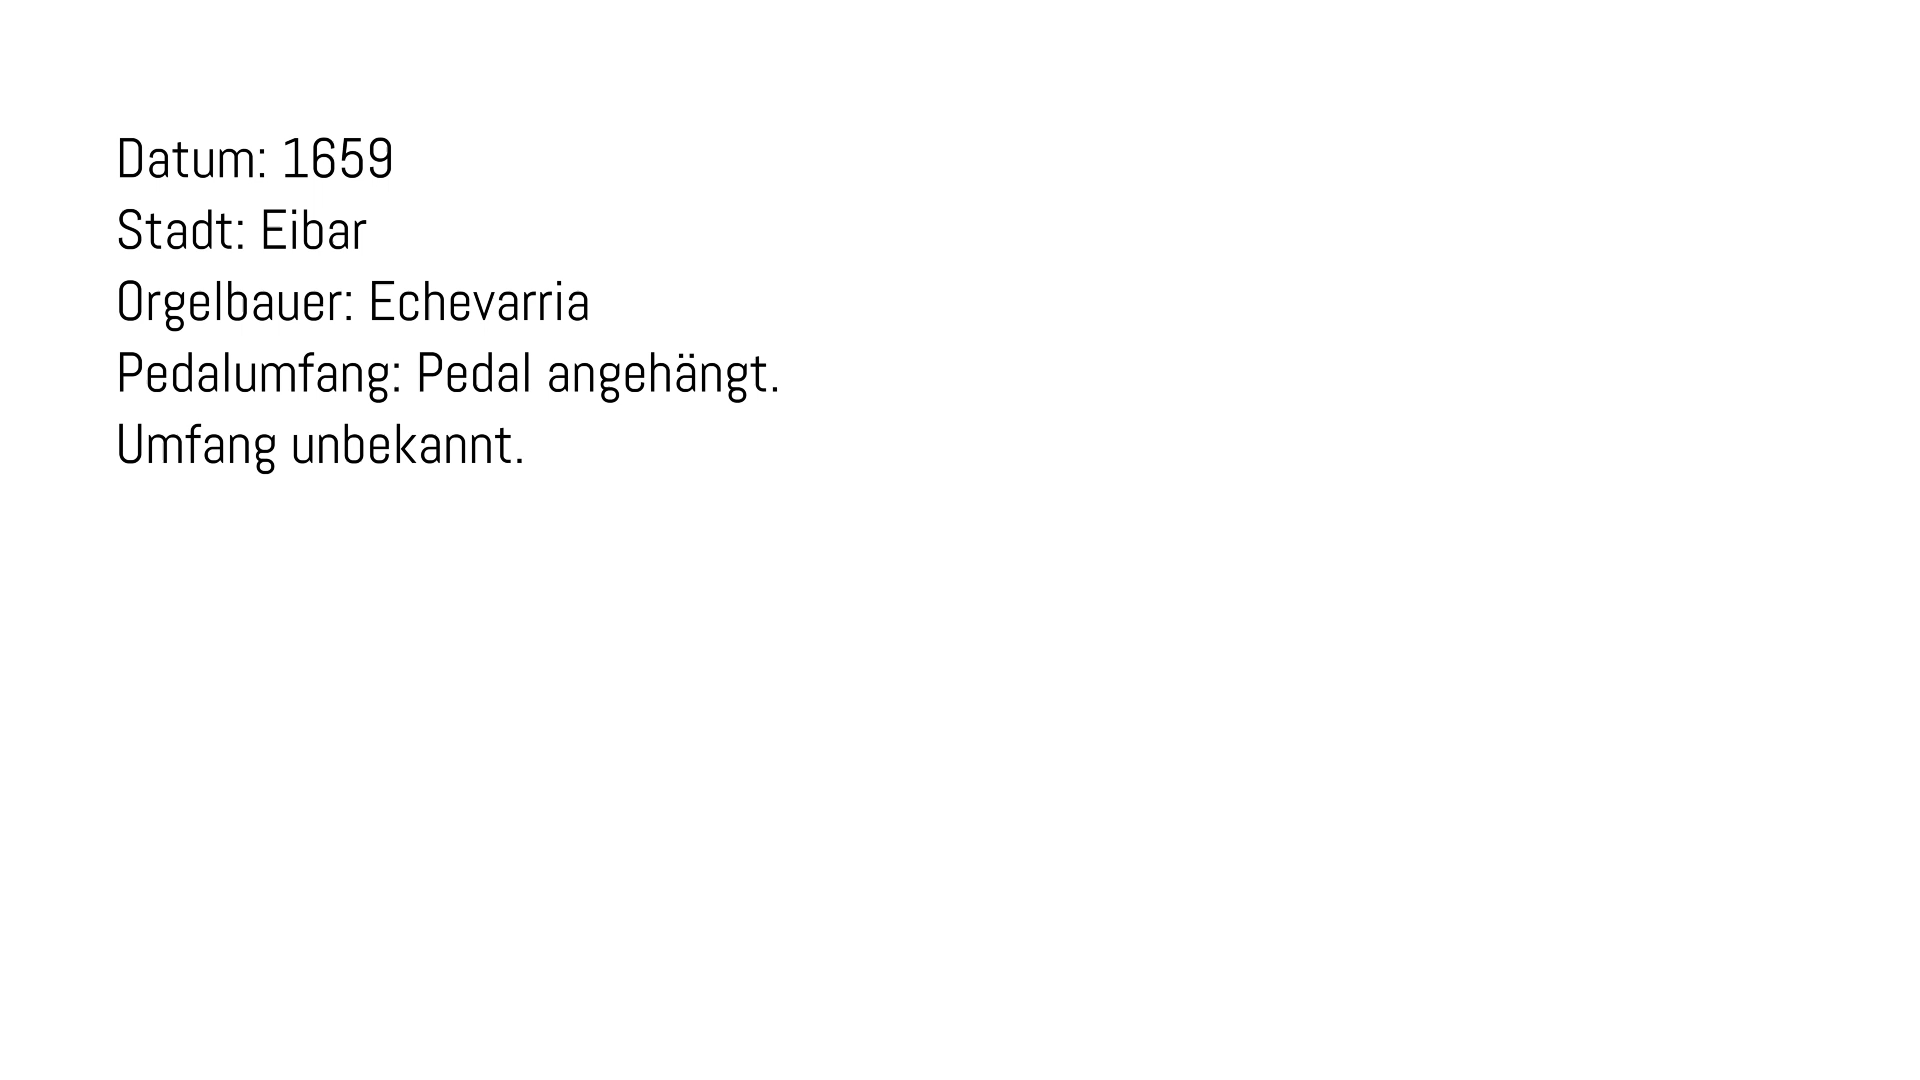 Datum: 1659
Stadt: Eibar
Orgelbauer: Echevarria
Pedalumfang: Pedal angehängt.
Umfang unbekannt.